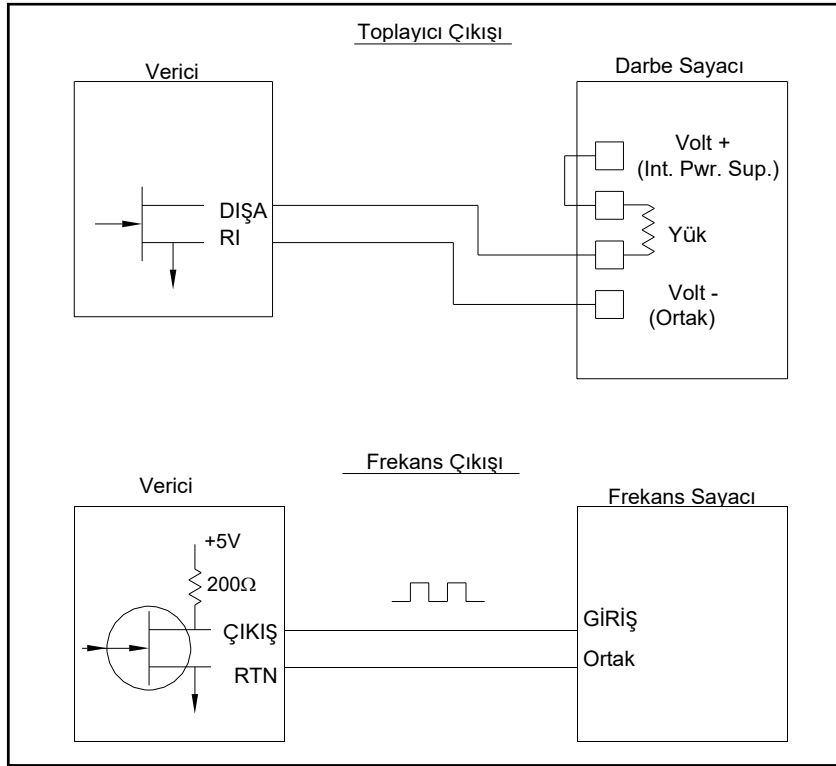 Toplayıcı Çıkışı
Verici
Darbe Sayacı
Volt +
(Int. Pwr. Sup.)
DIŞA
RI
Yük
Volt -
(Ortak)
Frekans Çıkışı
Verici
Frekans Sayacı
+5V
200Ω
ÇIKIŞ
GİRİŞ
RTN
Ortak